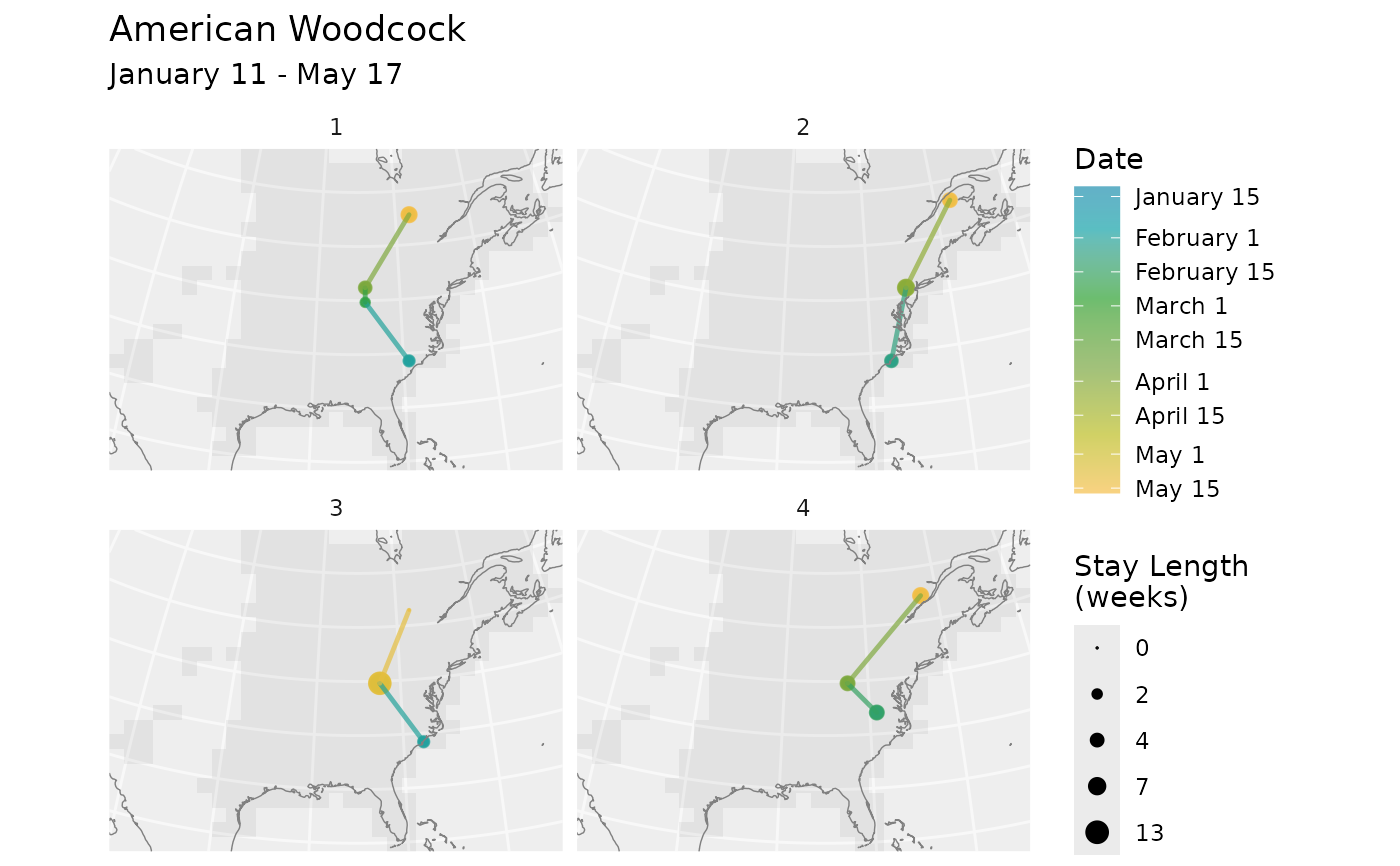 American Woodcock
January 11 - May 17
1
2
3
4
Date
January 15
February 1
February 15
March 1
March 15
April 1
April 15
May 1
May 15
Stay Length
(weeks)
0
2
4
7
13